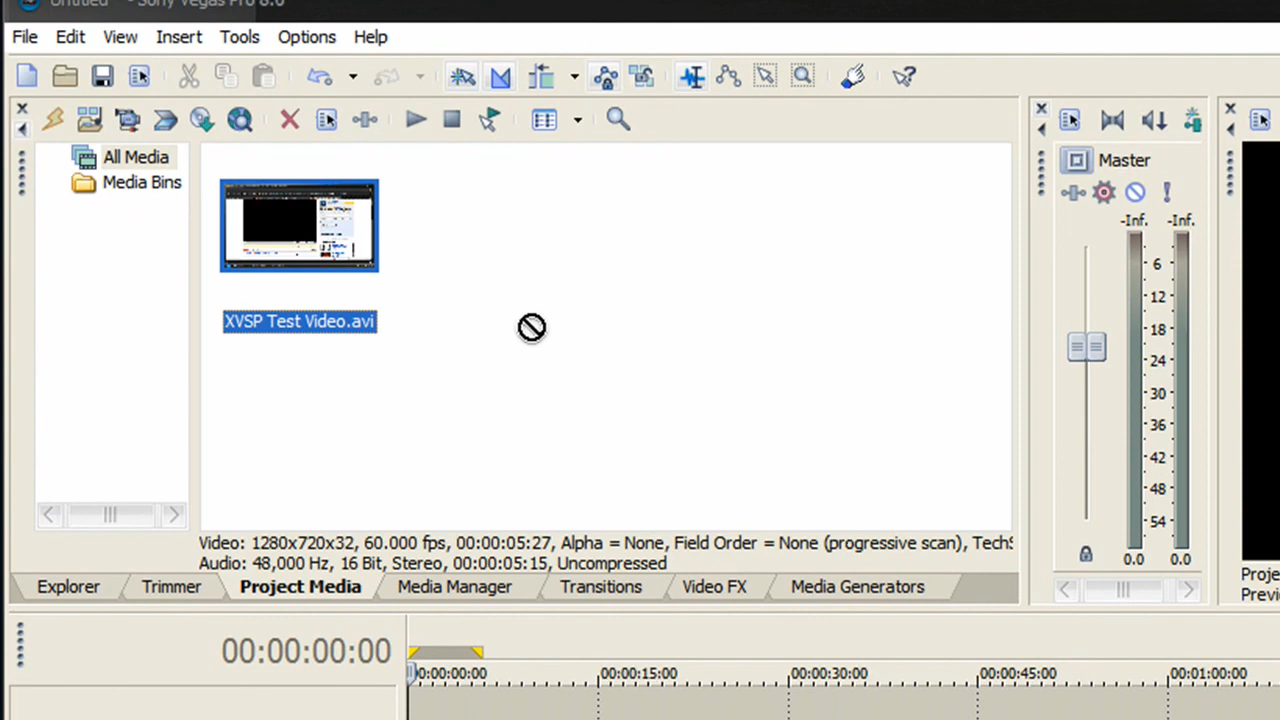 Untitled - Sony Vegas Pro 8.0
File Edit View Insert Tools Options Help
All Media
Media Bins
XVSP Test Video.avi
Master
-Inf. -Inf.
6
12
18
24
30
36
42
48
54
0.0 0.0
Video: 1280x720x32, 60.000 fps, 00:00:05:27, Alpha = None, Field Order = None (progressive scan), TechS
Audio: 48,000 Hz, 16 Bit, Stereo, 00:00:05:15, Uncompressed
Explorer Trimmer Project Media Media Manager Transitions Video FX Media Generators
Proje
Previ
00:00:00:00
0:00:00:00 00:00:15:00 00:00:30:00 00:00:45:00 00:01:00:00